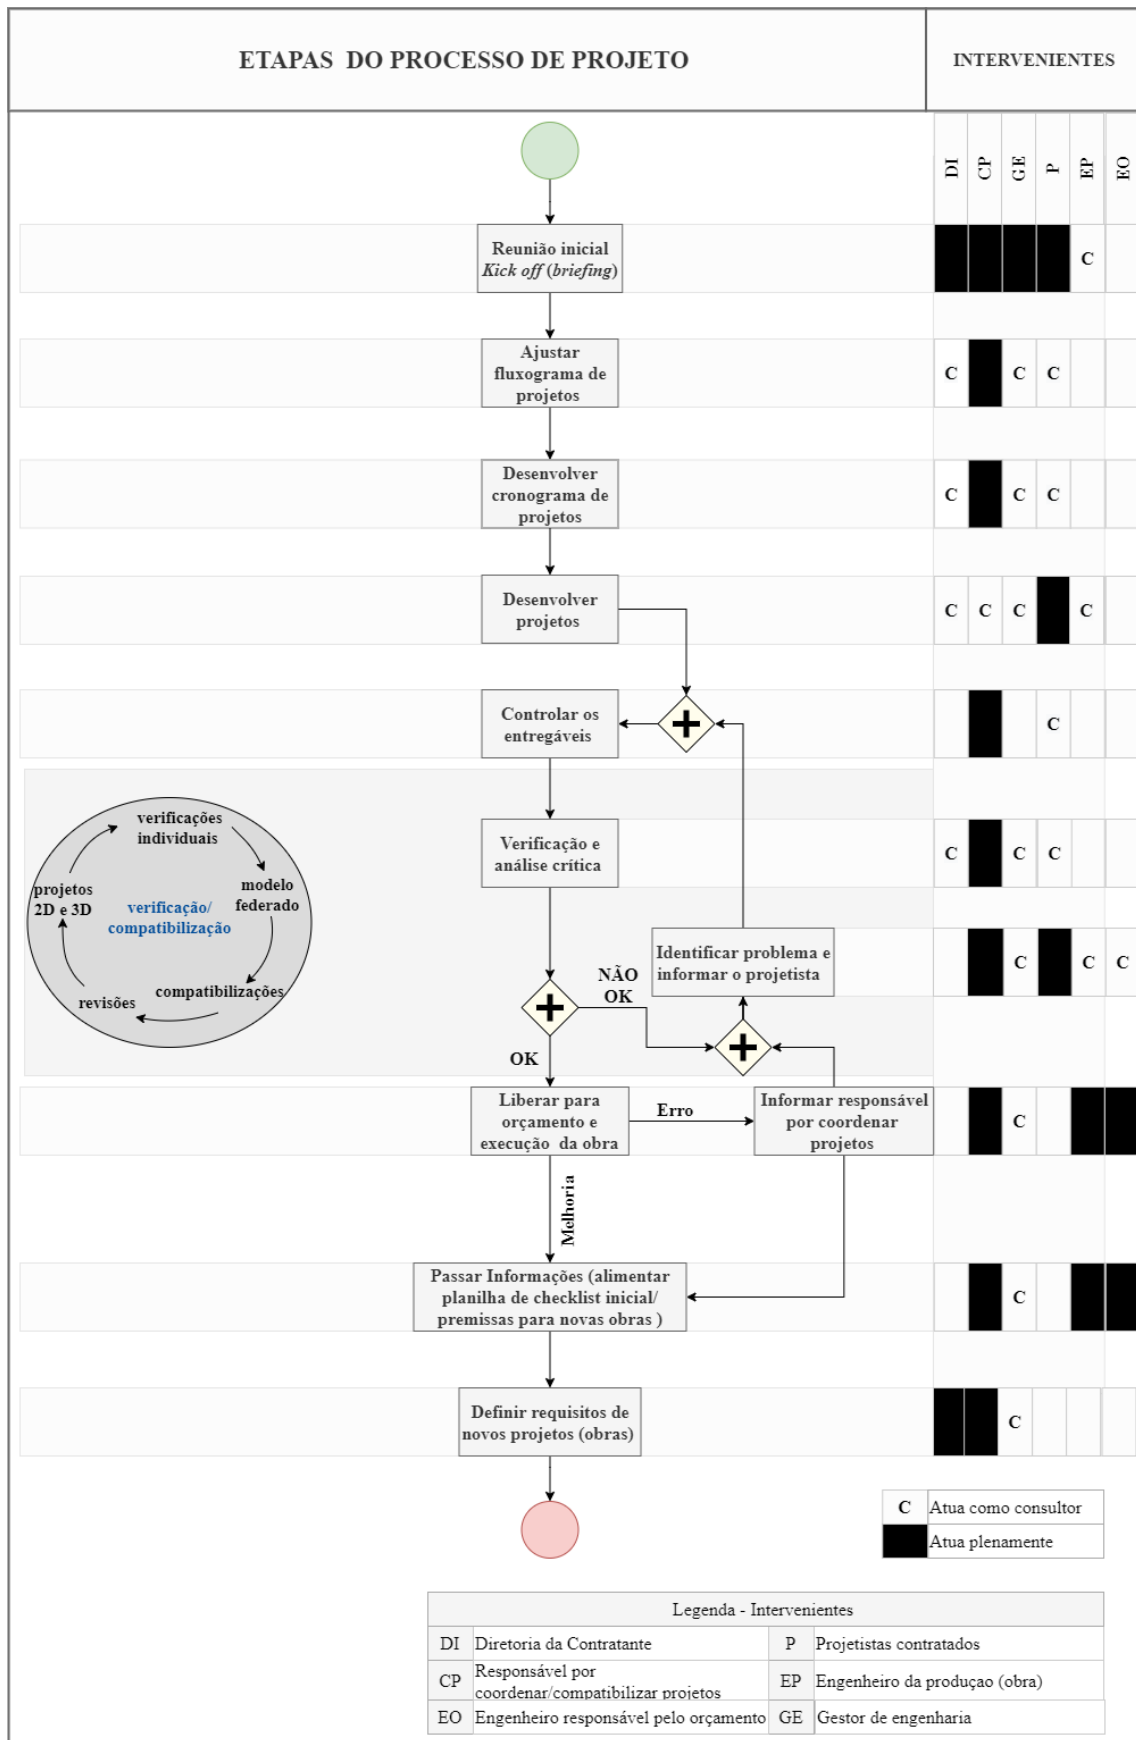 ETAPAS DO PROCESSO DE PROJETO
INTERVENIENTES
DI
CP
GE
P
EP
EO
Reunião inicial
Kick off (briefing)
C
Ajustar
fluxograma de
projetos
C
C
C
Desenvolver
cronograma de
projetos
C
C
C
Desenvolver
projetos
C
C
C
C
Controlar os
entregáveis
C
verificações
individuais
modelo
federado
compatibilizações
revisões
projetos
2D e 3D
verificação/
compatibilização
Verificação e
análise crítica
C
C
C
Identificar problema e
informar o projetista
C
C
C
NÃO
OK
OK
Liberar para
orçamento e
execução da obra
Erro
Informar responsável
por coordenar
projetos
C
Melhoria
Passar Informações (alimentar
planilha de checklist inicial/
premissas para novas obras )
C
Definir requisitos de
novos projetos (obras)
C
C Atua como consultor
Atua plenamente
Legenda - Intervenientes
DI Diretoria da Contratante
P Projetistas contratados
CP Responsável por
coordenar/compatibilizar projetos
EP Engenheiro da produçao (obra)
EO Engenheiro responsável pelo orçamento
GE Gestor de engenharia